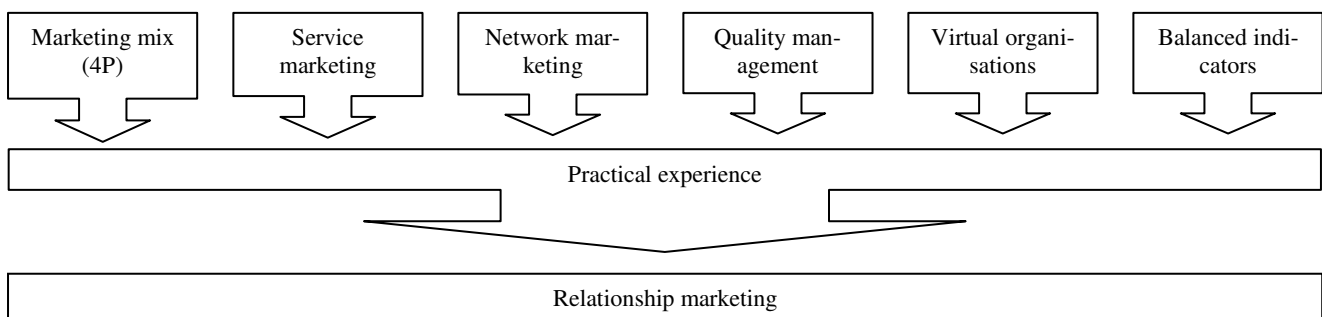 Marketing mix
(4P)
Service
marketing
Network mar-
keting
Quality man-
agement
Virtual organi-
sations
Balanced indi-
cators
Practical experience
Relationship marketing